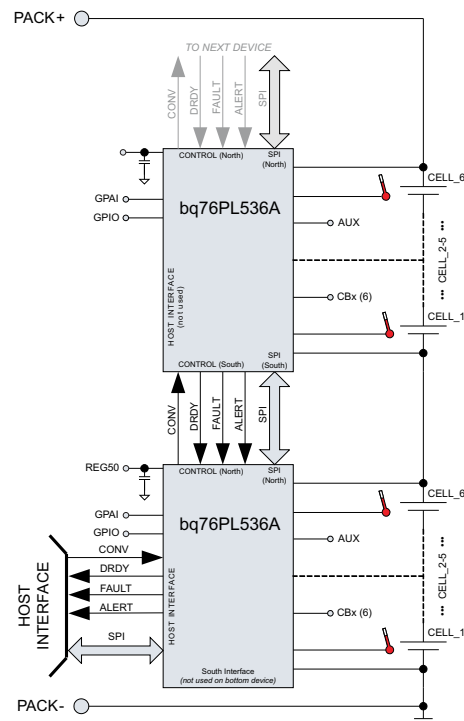 PACK+
TO NEXT DEVICE
CONV
DRDY
FAULT
ALERT
SPI
CONTROL (North)
SPI
(North)
CELL_6
GPAI
bq76PL536A
GPIO
AUX
CELL_2-5
...
...
HOST INTERFACE
(not used)
CBx (6)
CELL_1
SPI
(South)
CONTROL (South)
CONV
DRDY
FAULT
ALERT
SPI
REG50
CONTROL (North)
SPI
(North)
CELL_6
GPAI
bq76PL536A
GPIO
AUX
CONV
DRDY
FAULT
ALERT
SPI
HOST
INTERFACE
HOST INTERFACE
CELL_2-5
...
...
CBx (6)
CELL_1
South Interface
(not used on bottom device)
PACK-